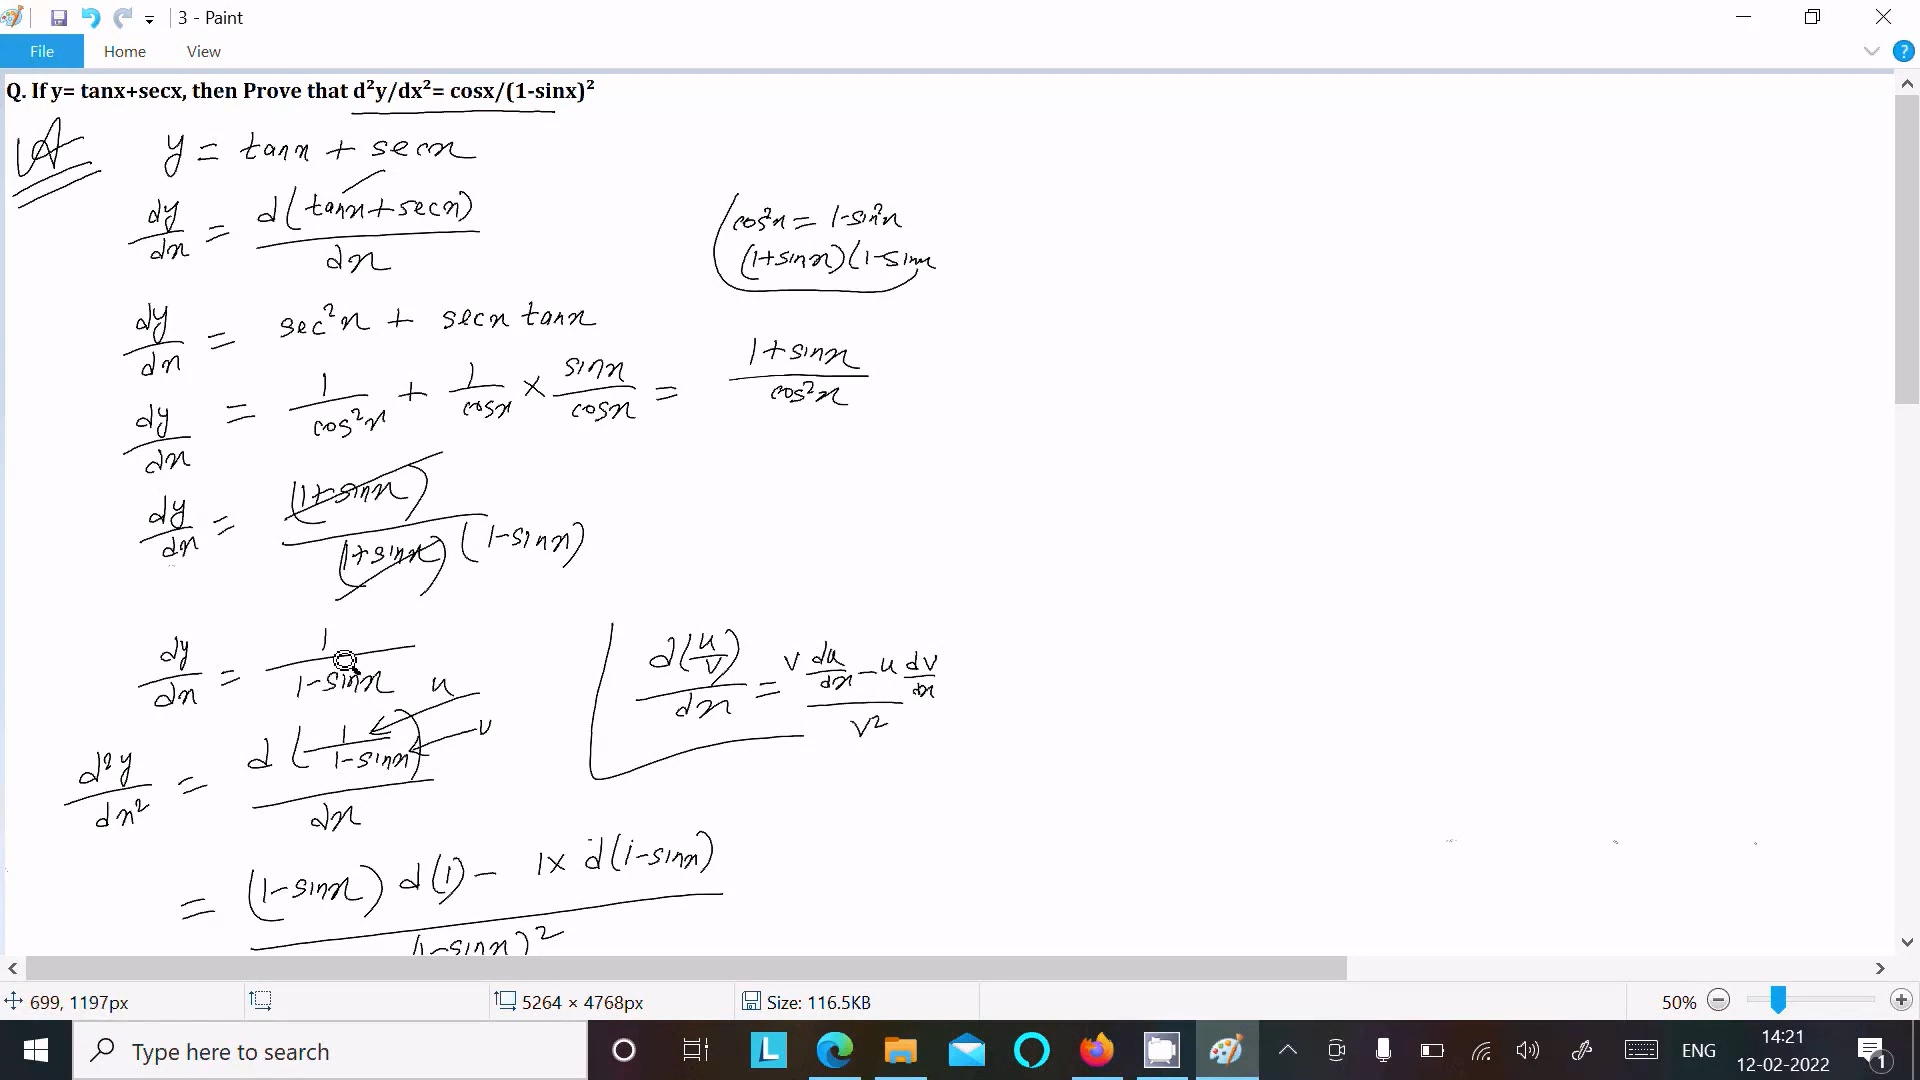 3 - Paint
File Home View
Q. If y= tanx+secx, then Prove that d²y/dx²= cosx/(1-sinx)²
y = tanx + secx
dy/dx = d(tanx+secx)/dx
cos²x = 1-sin²x
(1+sinx)(1-sinx
dy/dx = sec²x + secx tanx
dy/dx = 1/cos²x + 1/cosx × sinx/cosx = 1+sinx/cos²x
dy/dx = (1+sinx)/(1+sinx)(1-sinx)
dy/dx = 1/1-sinx
u
v
d(u/v)/dx = v du/dx - u dv/dx / v²
d²y/dx² = d(1/1-sinx)/dx
= (1-sinx) d(1) - 1× d(1-sinx) / (1-sinx)²
699, 1197px 5264 × 4768px Size: 116.5KB 50%
Type here to search L ENG 14:21
12-02-2022 1